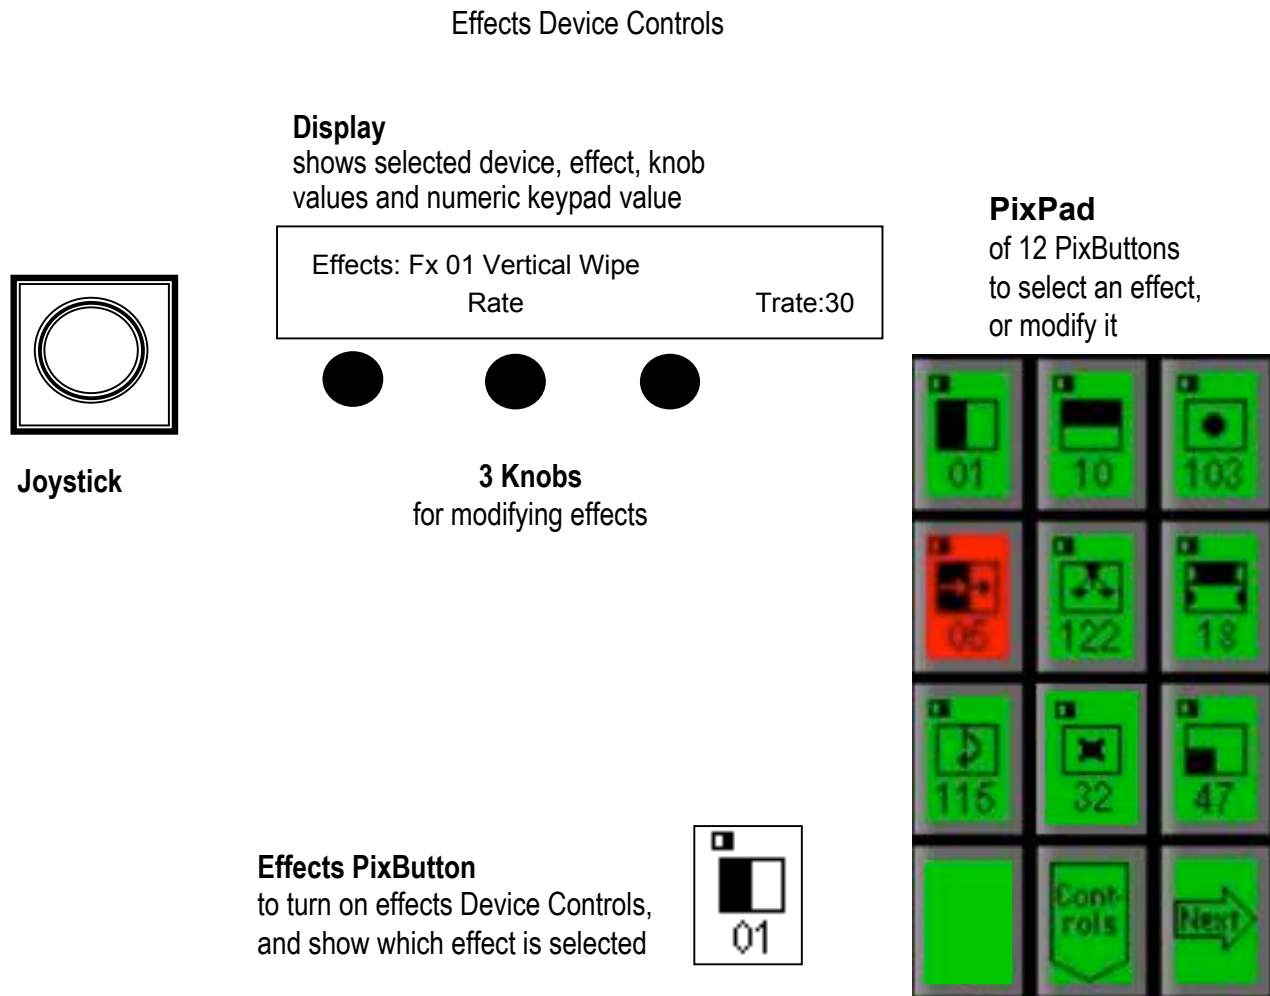 Effects Device Controls
Display
shows selected device, effect, knob
values and numeric keypad value
Effects: Fx 01 Vertical Wipe
Rate Trate:30
Joystick
3 Knobs
for modifying effects
PixPad
of 12 PixButtons
to select an effect,
or modify it
01 10 103
05 122 18
115 32 47
Cont-
rols
Next
Effects PixButton
to turn on effects Device Controls,
and show which effect is selected
01